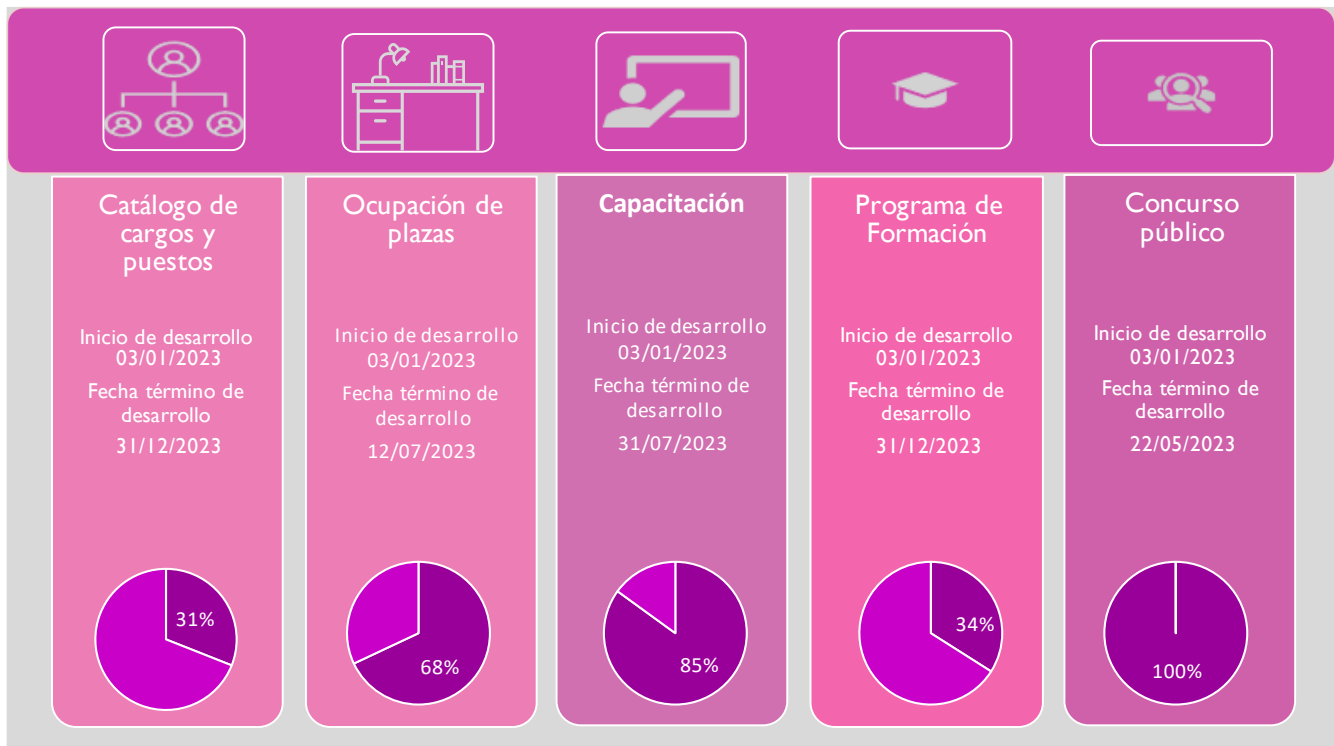 Catálogo de
cargos y
puestos
Inicio de desarrollo
03/01/2023
Fecha término de
desarrollo
31/12/2023
31%
Ocupación de
plazas
Inicio de desarrollo
03/01/2023
Fecha término de
desarrollo
12/07/2023
68%
Capacitación
Inicio de desarrollo
03/01/2023
Fecha término de
desarrollo
31/07/2023
85%
Programa de
Formación
Inicio de desarrollo
03/01/2023
Fecha término de
desarrollo
31/12/2023
34%
Concurso
público
Inicio de desarrollo
03/01/2023
Fecha término de
desarrollo
22/05/2023
100%